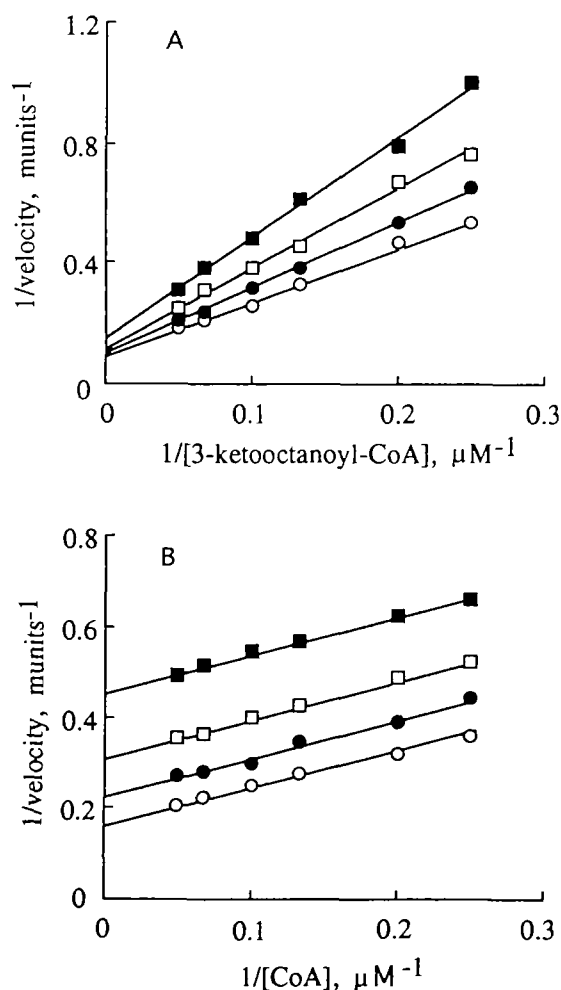 A
1.2
0.8
0.4
0
1/velocity, munits-1
0
0.1
0.2
0.3
1/[3-ketooctanoyl-CoA], μM-1
B
0.8
0.6
0.4
0.2
0
1/velocity, munits-1
0
0.1
0.2
0.3
1/[CoA], μM-1